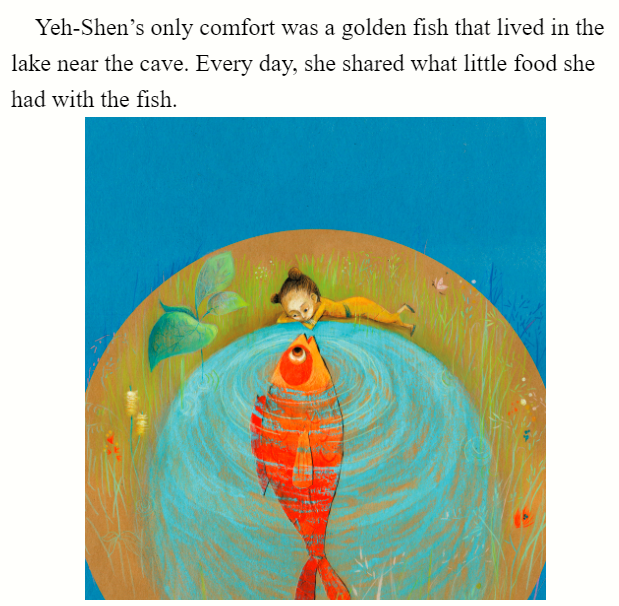 Yeh-Shen’s only comfort was a golden fish that lived in the
lake near the cave. Every day, she shared what little food she
had with the fish.